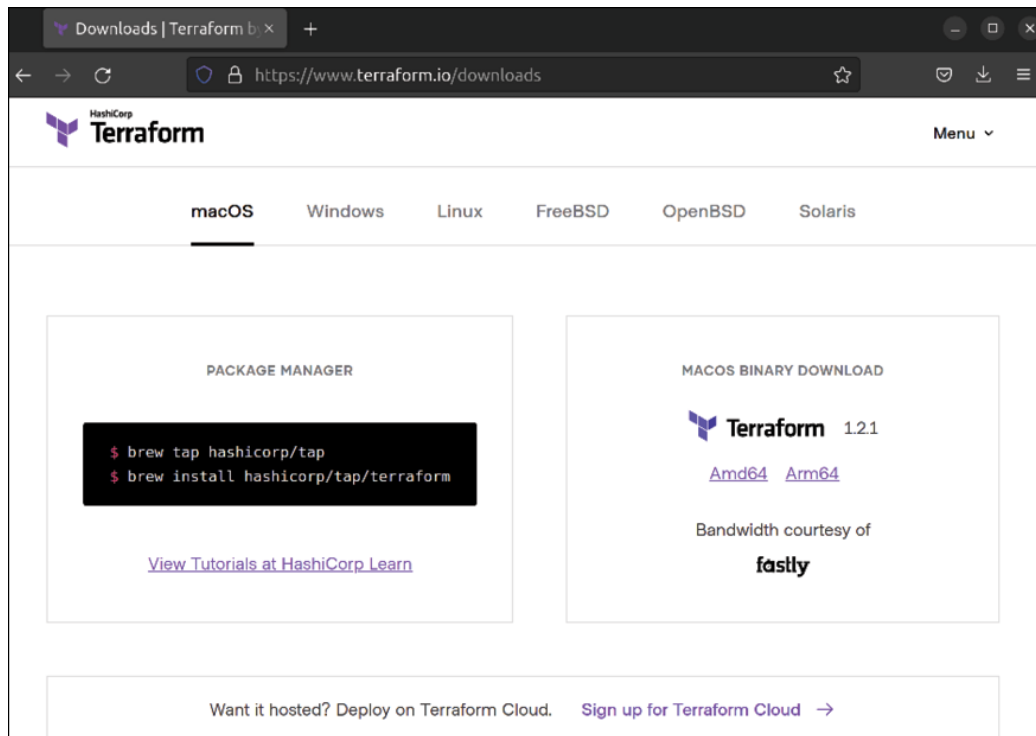 Downloads | Terraform by
https://www.terraform.io/downloads
HashiCorp
Terraform
Menu
macOS Windows Linux FreeBSD OpenBSD Solaris
PACKAGE MANAGER
$ brew tap hashicorp/tap
$ brew install hashicorp/tap/terraform
View Tutorials at HashiCorp Learn
MACOS BINARY DOWNLOAD
Terraform 1.2.1
Amd64 Arm64
Bandwidth courtesy of
fastly
Want it hosted? Deploy on Terraform Cloud. Sign up for Terraform Cloud →